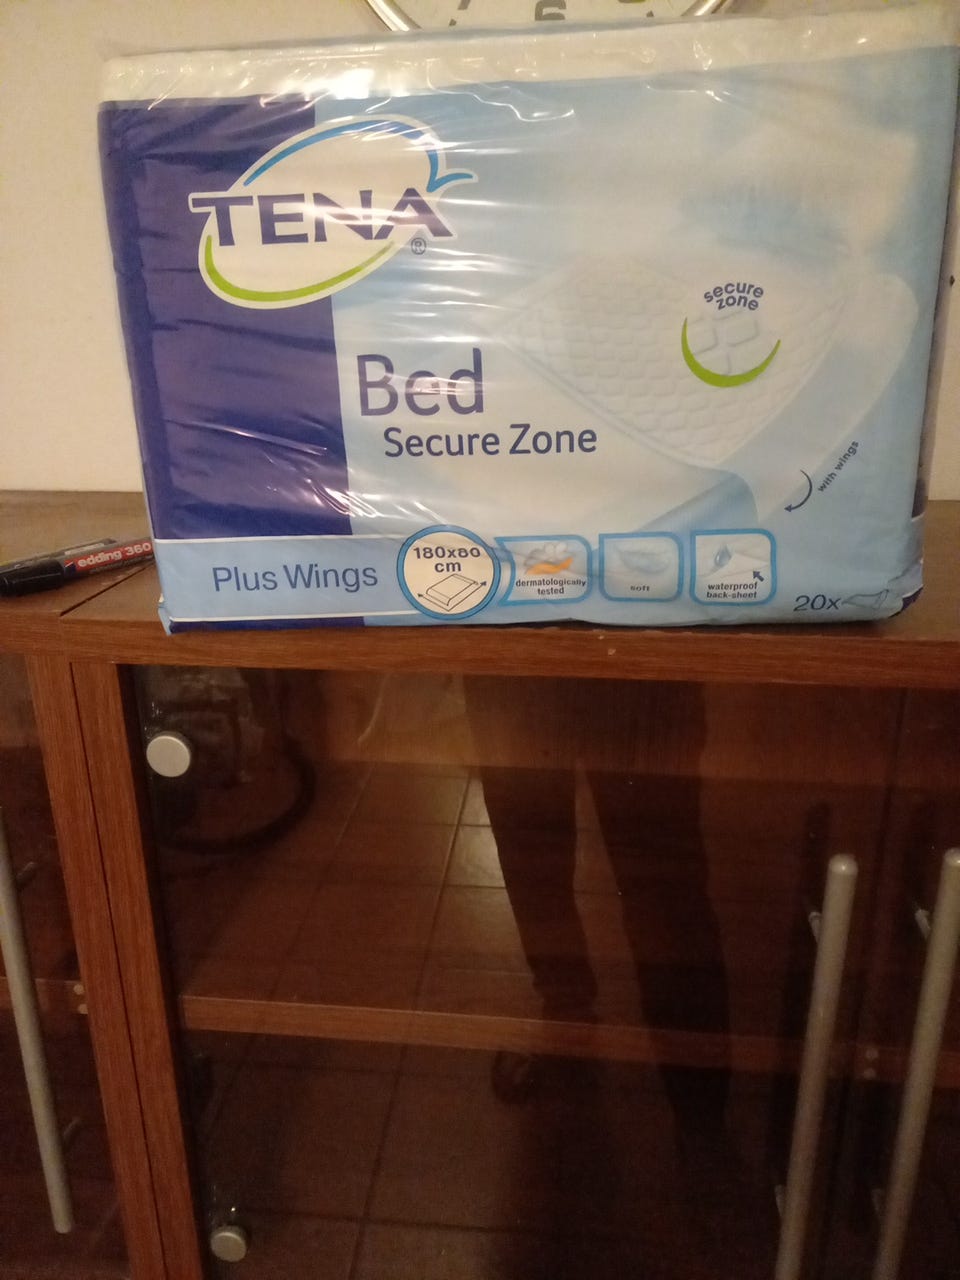 6
TENA
®
secure
zone
Bed
Secure Zone
with wings
edding 360
Plus Wings
180x80
cm
dermatologically
tested
soft
waterproof
back-sheet
20x